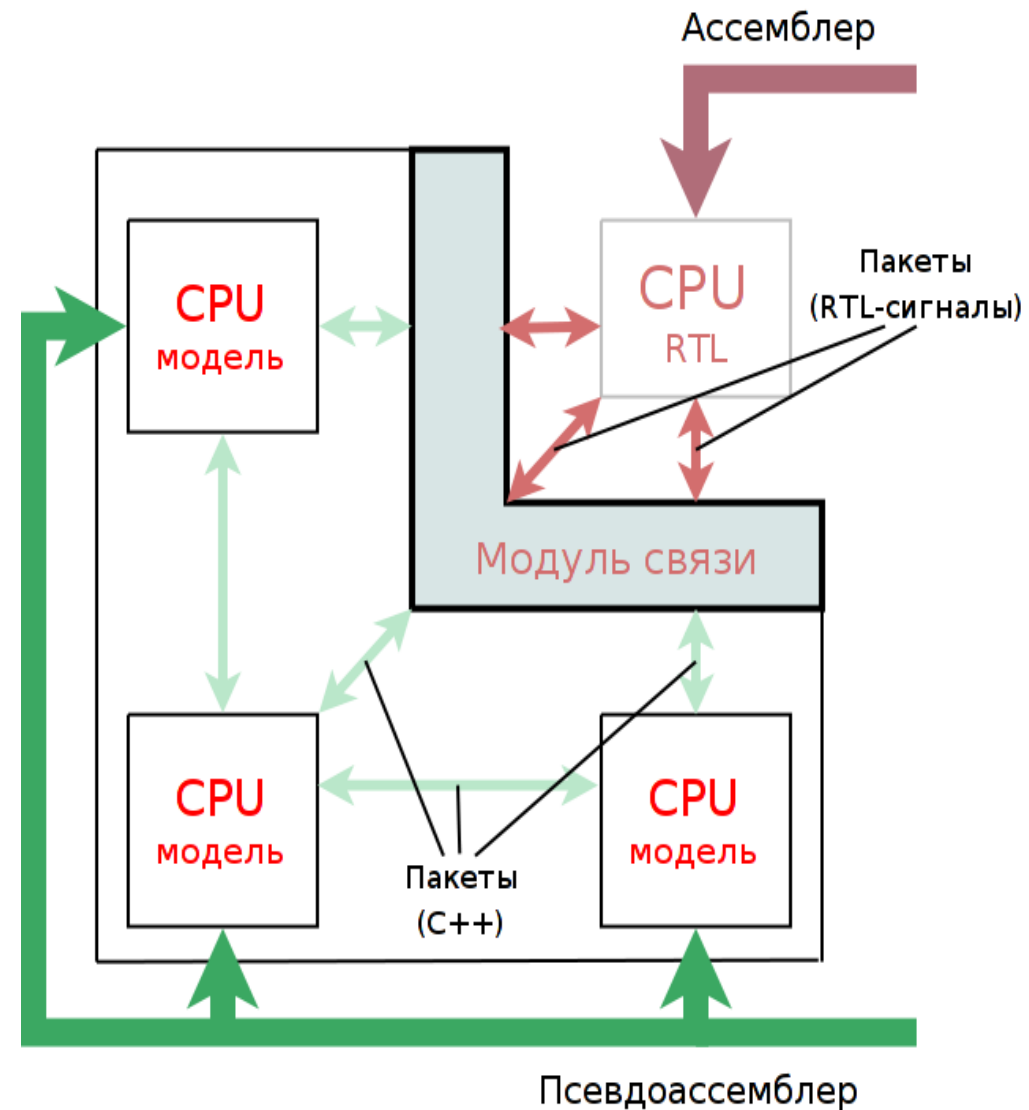 Ассемблер
CPU
модель
CPU
RTL
Пакеты
(RTL-сигналы)
Модуль связи
CPU
модель
CPU
модель
Пакеты
(C++)
Псевдоассемблер